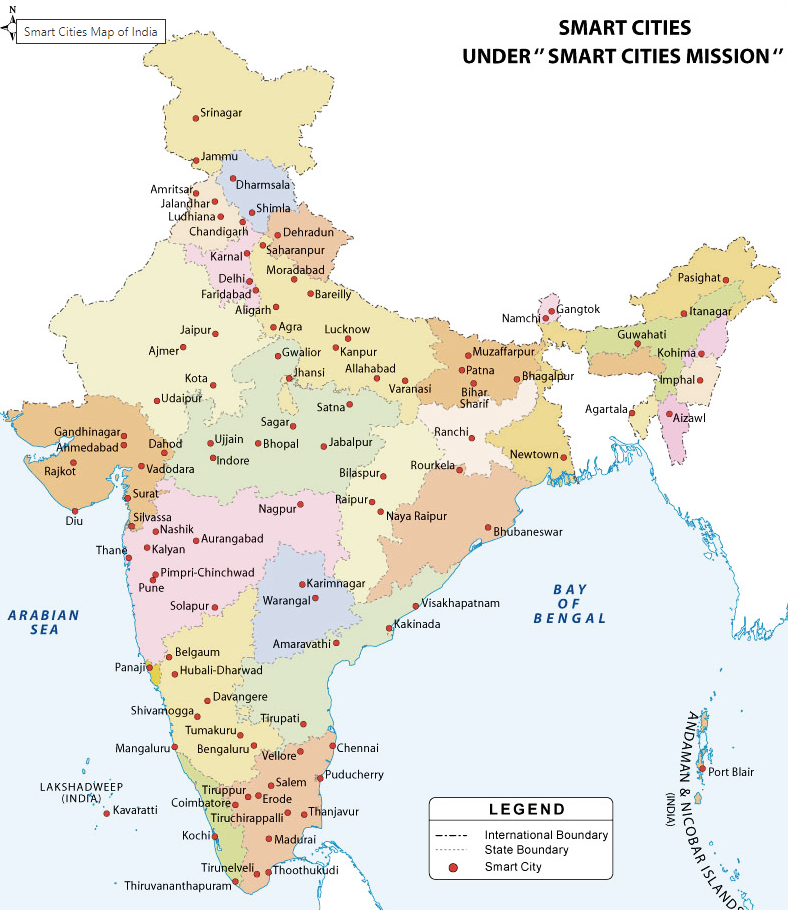 N
Smart Cities Map of India
SMART CITIES
UNDER " SMART CITIES MISSION "
Srinagar
Jammu
Dharmsala
Amritsar
Jalandhar
Shimla
Ludhiana
Chandigarh
Dehradun
Saharanpur
Karnal
Moradabad
Delhi
Faridabad
Bareilly
Aligarh
Pasighat
Gangtok
Namchi
Itanagar
Jaipur
Agra
Lucknow
Guwahati
Ajmer
Gwalior
Kanpur
Muzaffarpur
Kohima
Jhansi
Allahabad
Patna
Kota
Varanasi
Bihar
Sharif
Bhagalpur
Imphal
Udaipur
Satna
Agartala
Aizawl
Gandhinagar
Sagar
Ranchi
Ahmedabad
Dahod
Ujjain
Bhopal
Jabalpur
Newtown
Rajkot
Vadodara
Indore
Bilaspur
Rourkela
Surat
Raipur
Diu
Silvassa
Nagpur
Naya Raipur
Nashik
Bhubaneswar
Thane
Kalyan
Aurangabad
Pimpri-Chinchwad
Pune
Karimnagar
BAY
OF
BENGAL
Solapur
Warangal
Visakhapatnam
ARABIAN
SEA
Kakinada
Amaravathi
Belgaum
Panaji
Hubali-Dharwad
Davangere
Shivamogga
Tirupati
Tumakuru
Mangaluru
Bengaluru
Vellore
Chennai
ANDAMAN & NICOBAR ISLANDS
(INDIA)
Port Blair
Puducherry
LAKSHADWEEP
(INDIA)
Salem
Tiruppur
Erode
Coimbatore
Kavaratti
Tiruchirappalli
Thanjavur
Kochi
Madurai
Tirunelveli
Thoothukudi
Thiruvananthapuram
LEGEND
International Boundary
State Boundary
Smart City